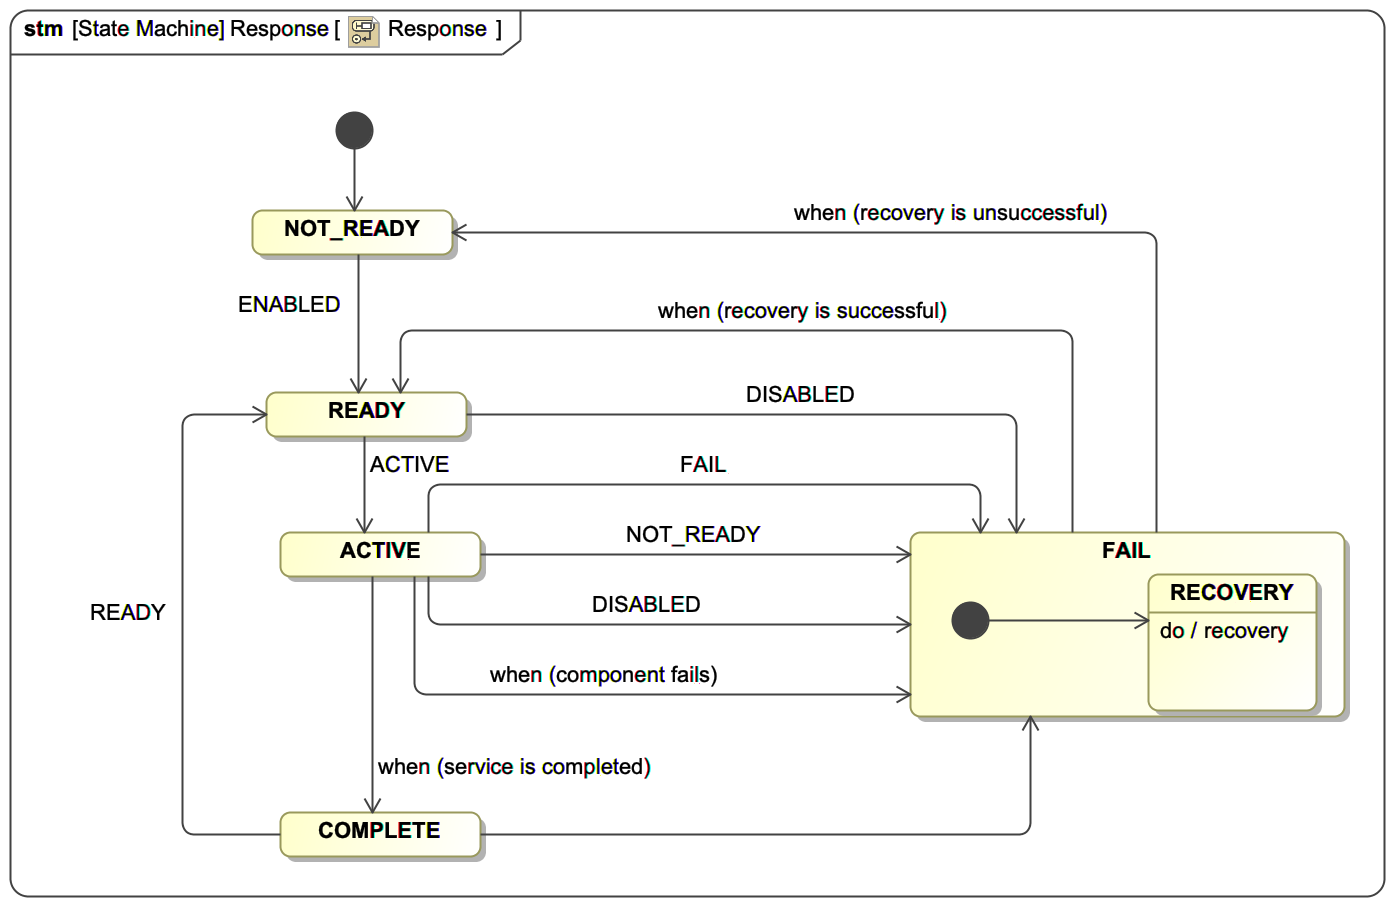 stm [State Machine] Response [ Response ]
NOT_READY
when (recovery is unsuccessful)
ENABLED
when (recovery is successful)
READY
DISABLED
ACTIVE
FAIL
NOT_READY
ACTIVE
FAIL
RECOVERY
do / recovery
DISABLED
READY
when (component fails)
when (service is completed)
COMPLETE